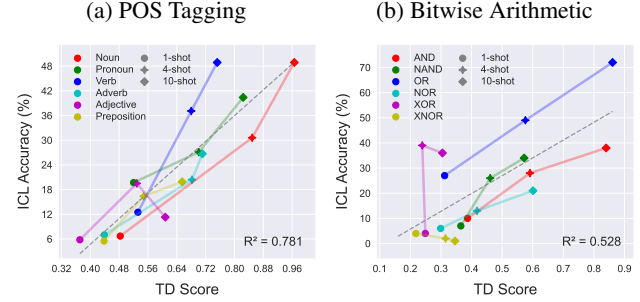 (a) POS Tagging
Noun
Pronoun
Verb
Adverb
Adjective
Preposition
1-shot
4-shot
10-shot
48
42
36
30
24
18
12
6
ICL Accuracy (%)
R² = 0.781
0.32 0.40 0.48 0.56 0.64 0.72 0.80 0.88 0.96
TD Score
(b) Bitwise Arithmetic
AND
NAND
OR
NOR
XOR
XNOR
1-shot
4-shot
10-shot
70
60
50
40
30
20
10
0
ICL Accuracy (%)
R² = 0.528
0.1 0.2 0.3 0.4 0.5 0.6 0.7 0.8 0.9
TD Score